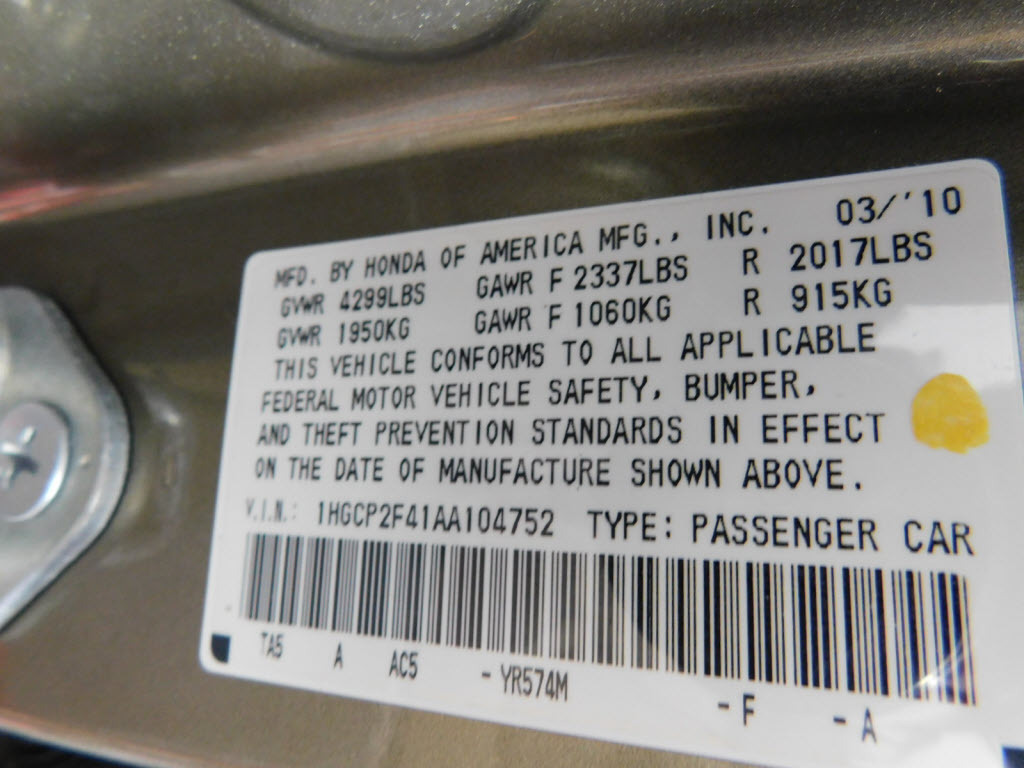 MFD. BY HONDA OF AMERICA MFG., INC. 03/'10
GVWR 4299LBS GAWR F 2337LBS R 2017LBS
GVWR 1950KG GAWR F 1060KG R 915KG
THIS VEHICLE CONFORMS TO ALL APPLICABLE
FEDERAL MOTOR VEHICLE SAFETY, BUMPER,
AND THEFT PREVENTION STANDARDS IN EFFECT
ON THE DATE OF MANUFACTURE SHOWN ABOVE.
V.I.N.: 1HGCP2F41AA104752 TYPE: PASSENGER CAR
TA5 A AC5 - YR574M - F - A